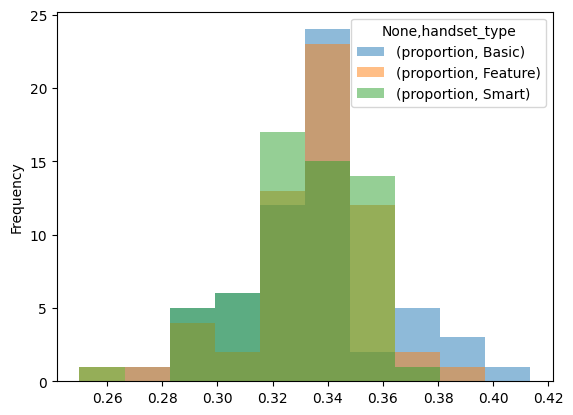 None,handset_type
(proportion, Basic)
(proportion, Feature)
(proportion, Smart)
Frequency
25
20
15
10
5
0
0.26 0.28 0.30 0.32 0.34 0.36 0.38 0.40 0.42